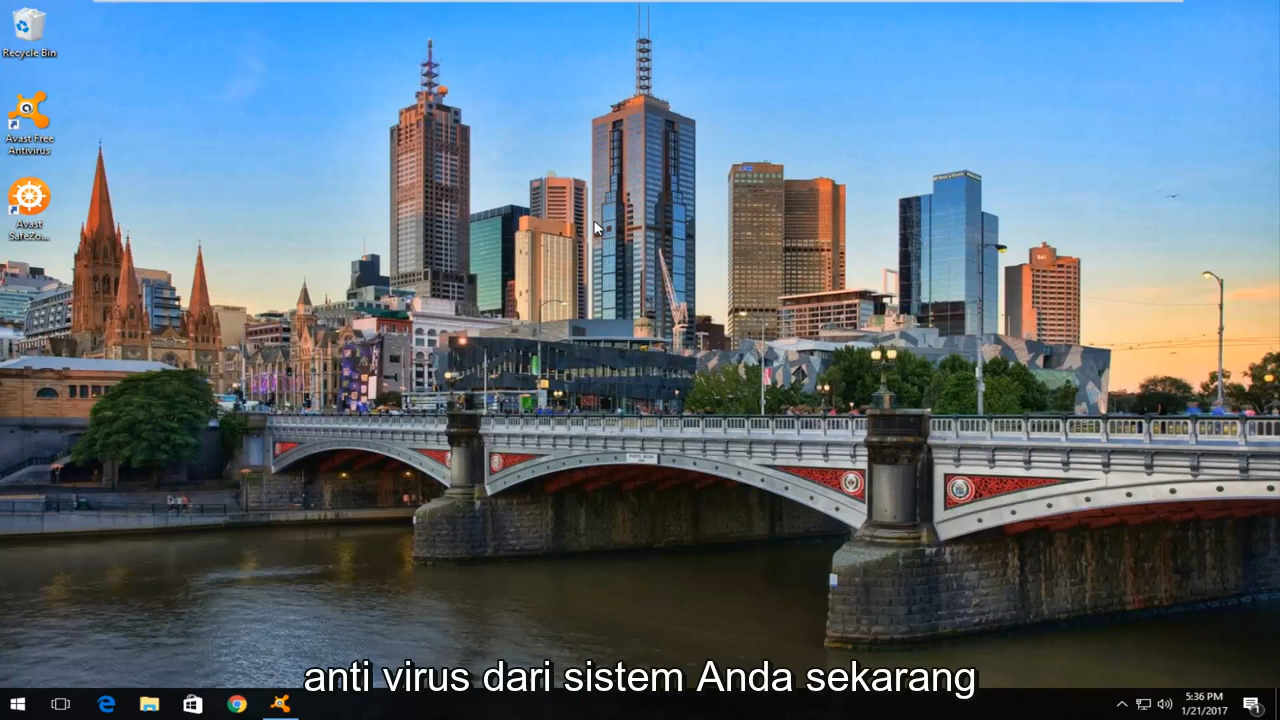 Recycle Bin
Avast Free
Antivirus
Avast
SafeZo...
anti virus dari sistem Anda sekarang
5:36 PM
1/21/2017
1